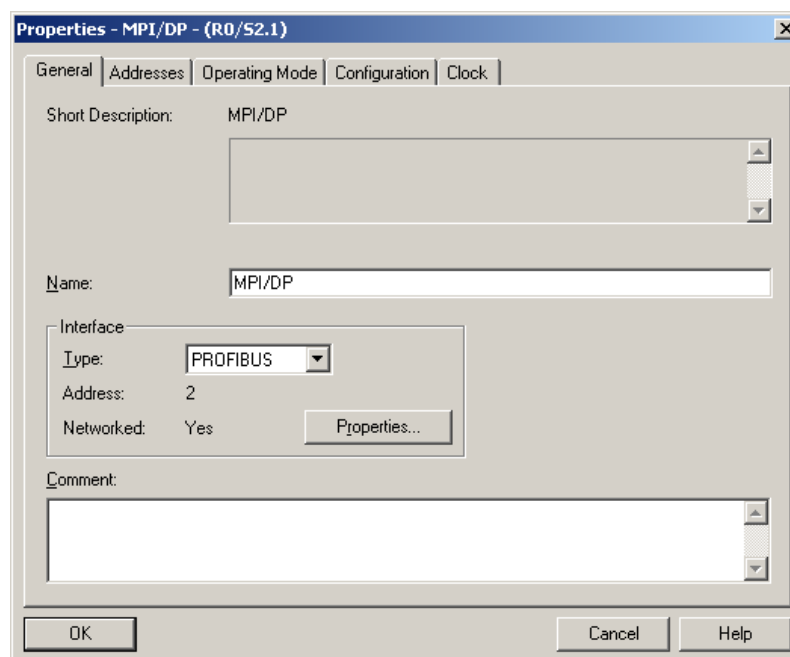 Properties - MPI/DP - (R0/S2.1)
General Addresses Operating Mode Configuration Clock
Short Description: MPI/DP
Name: MPI/DP
Interface
Type: PROFIBUS
Address: 2
Networked: Yes Properties...
Comment:
OK Cancel Help